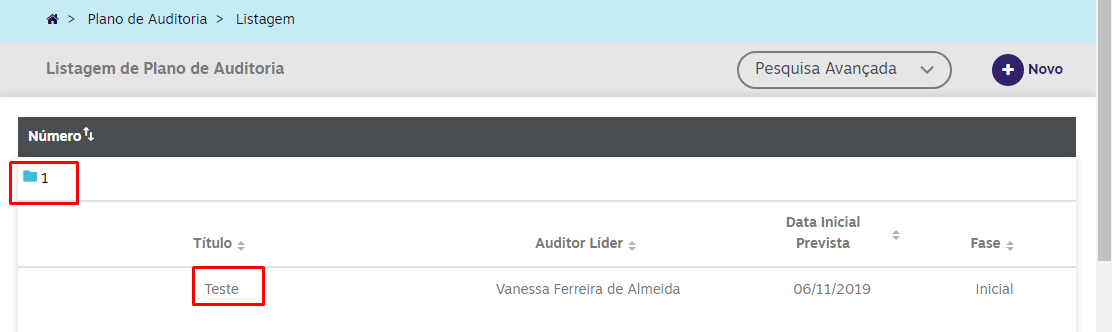 > Plano de Auditoria > Listagem
Listagem de Plano de Auditoria Pesquisa Avançada Novo
Número
1
Título Auditor Líder Data Inicial Prevista Fase
Teste Vanessa Ferreira de Almeida 06/11/2019 Inicial